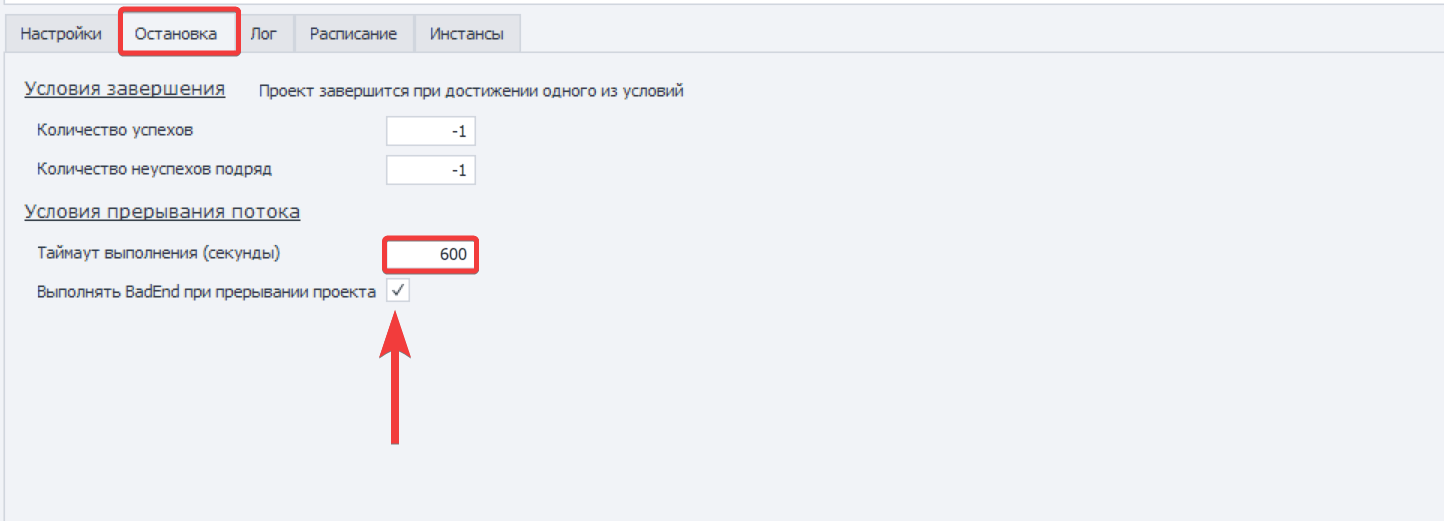 Настройки Остановка Лог Расписание Инстансы
Условия завершения Проект завершится при достижении одного из условий
Количество успехов -1
Количество неуспехов подряд -1
Условия прерывания потока
Таймаут выполнения (секунды) 600
Выполнять BadEnd при прерывании проекта